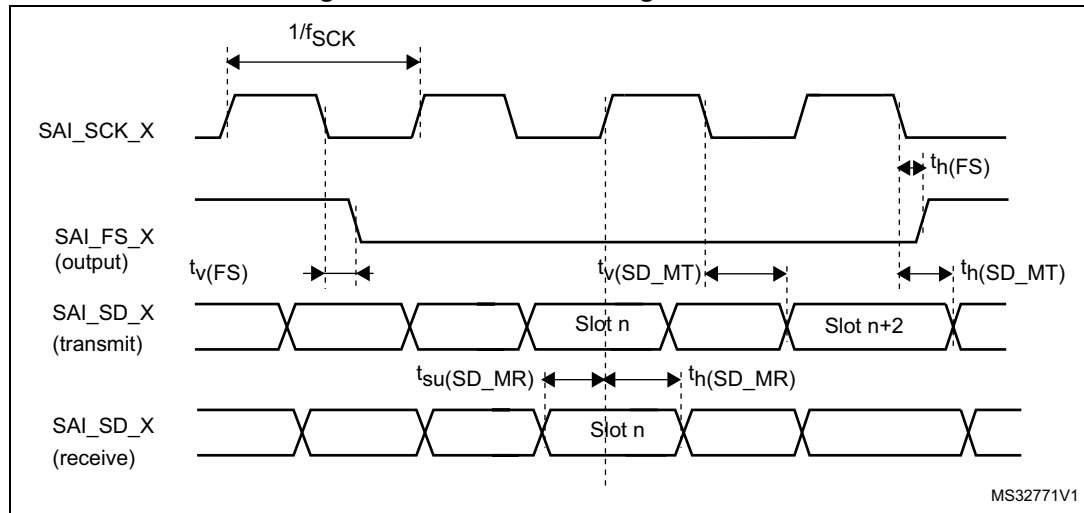 1/fSCK
SAI_SCK_X
th(FS)
SAI_FS_X
(output)
tv(FS)
tv(SD_MT)
th(SD_MT)
SAI_SD_X
(transmit)
Slot n
Slot n+2
tsu(SD_MR)
th(SD_MR)
SAI_SD_X
(receive)
Slot n
MS32771V1